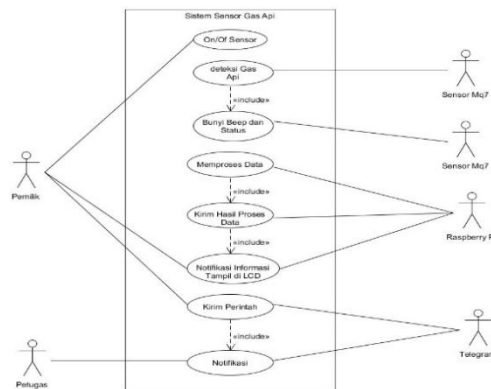 Sistem Sensor Gas Api
On/Of Sensor
deteksi Gas
Api
«include»
Bunyi Beep dan
Status
Memproses Data
«include»
Kirim Hasil Proses
Data
«include»
Notifikasi Informasi
Tampil di LCD
Kirim Perintah
«include»
Notifikasi
Pemilik
Petugas
Sensor Mq7
Sensor Mq7
Raspberry P
Telegram